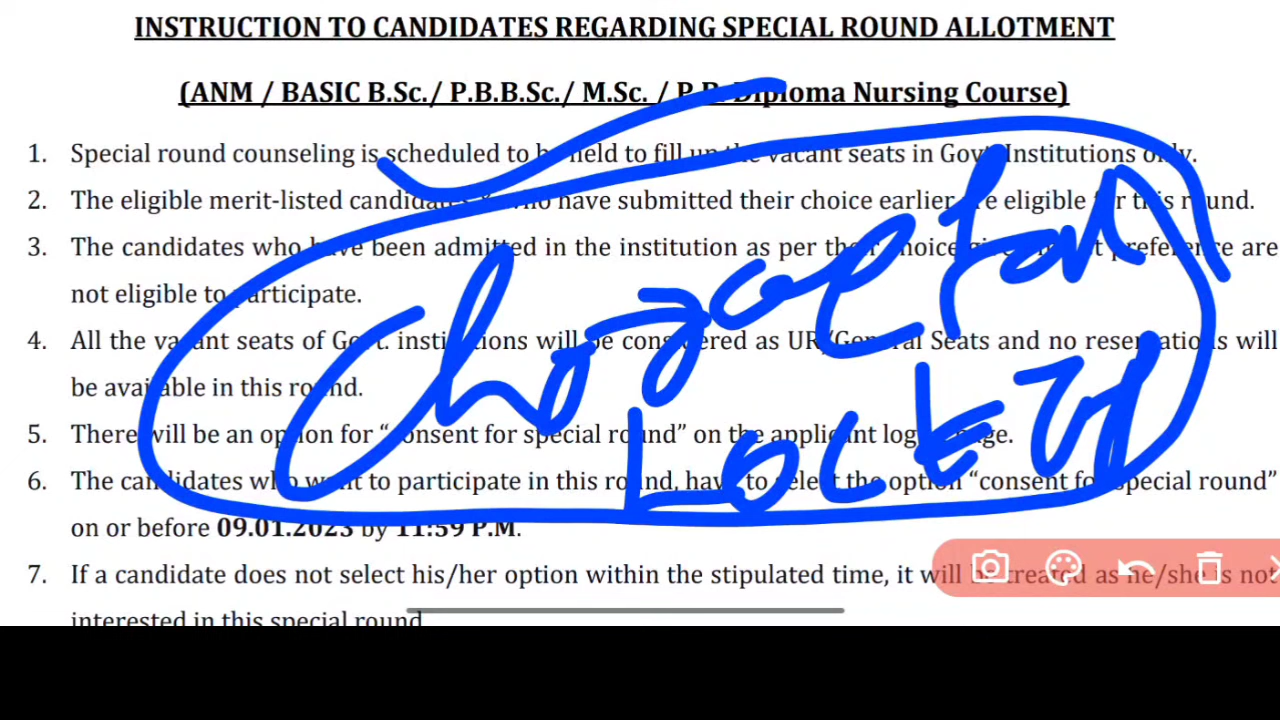 INSTRUCTION TO CANDIDATES REGARDING SPECIAL ROUND ALLOTMENT
(ANM / BASIC B.Sc./ P.B.B.Sc./ M.Sc. / P.B. Diploma Nursing Course)
1. Special round counseling is scheduled to be held to fill up the vacant seats in Govt. Institutions only.
2. The eligible merit-listed candidates who have submitted their choice earlier are eligible for this round.
3. The candidates who have been admitted in the institution as per their choice given 1st preference are
not eligible to participate.
4. All the vacant seats of Govt. institutions will be considered as UR/General Seats and no reservations will
be available in this round.
5. There will be an option for “consent for special round” on the applicant login page.
6. The candidates who want to participate in this round, have to select the option “consent for special round”
on or before 09.01.2023 by 11:59 P.M.
7. If a candidate does not select his/her option within the stipulated time, it will be treated as he/she is not
interested in this special round
Locking